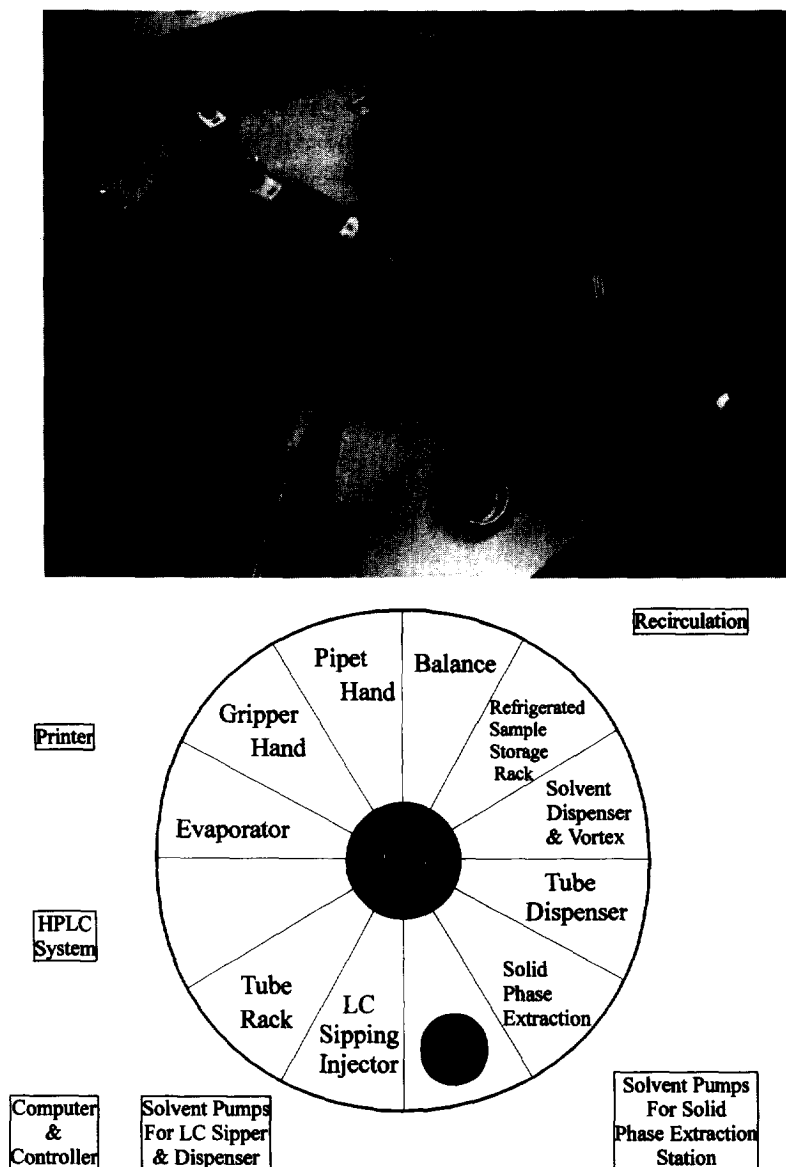 Recirculation
Pipet
Hand
Balance
Gripper
Hand
Refrigerated
Sample
Storage
Rack
Printer
Solvent
Dispenser
& Vortex
Evaporator
Tube
Dispenser
HPLC
System
Solid
Phase
Extraction
Tube
Rack
LC
Sipping
Injector
Computer
&
Controller
Solvent Pumps
For LC Sipper
& Dispenser
Solvent Pumps
For Solid
Phase Extraction
Station